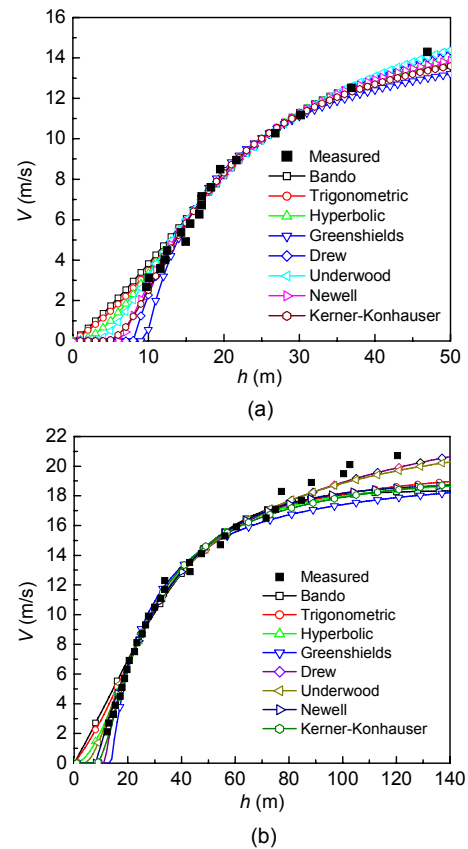 16
14
12
10
8
6
4
2
0
V (m/s)
Measured
Bando
Trigonometric
Hyperbolic
Greenshields
Drew
Underwood
Newell
Kerner-Konhauser
0 10 20 30 40 50
h (m)
(a)
22
20
18
16
14
12
10
8
6
4
2
0
V (m/s)
Measured
Bando
Trigonometric
Hyperbolic
Greenshields
Drew
Underwood
Newell
Kerner-Konhauser
0 20 40 60 80 100 120 140
h (m)
(b)